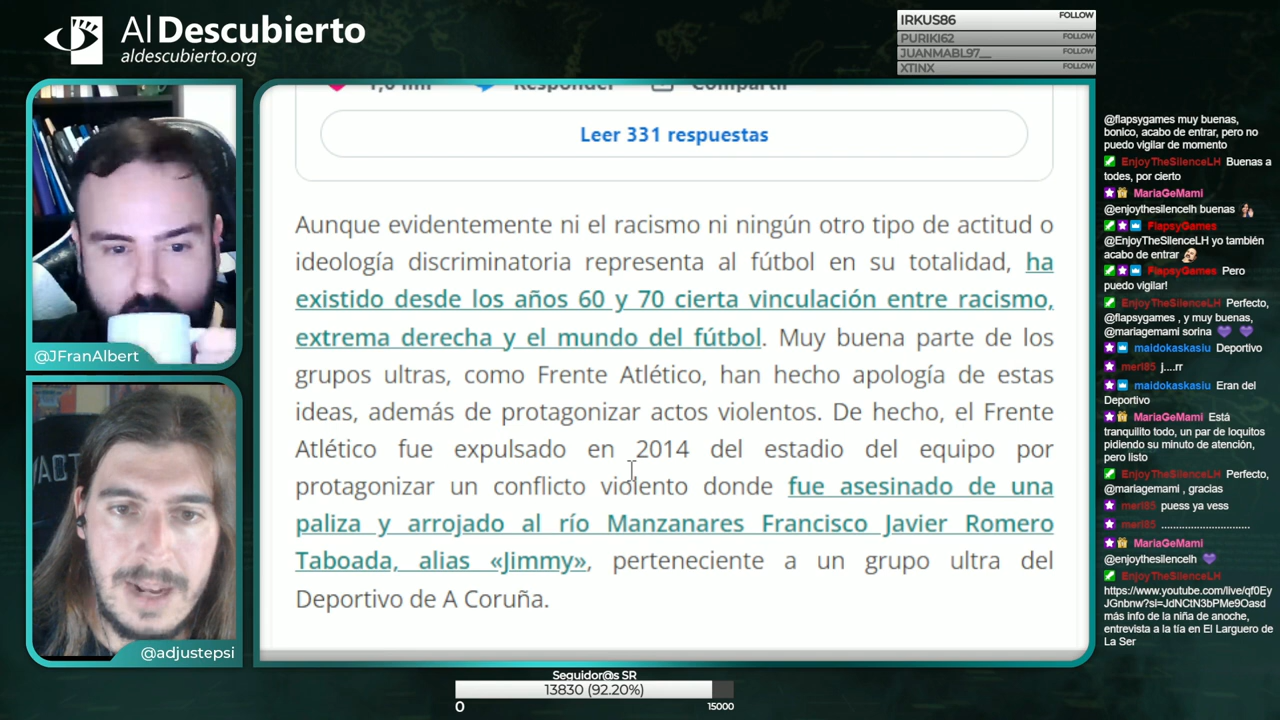 Al Descubierto
aldescubierto.org
IRKUS86 FOLLOW
PURIKI62 FOLLOW
JUANMABL97__ FOLLOW
XTINX FOLLOW
@JFranAlbert
@adjustepsi
Responder
Compartir
Leer 331 respuestas
Aunque evidentemente ni el racismo ni ningún otro tipo de actitud o
ideología discriminatoria representa al fútbol en su totalidad, ha
existido desde los años 60 y 70 cierta vinculación entre racismo,
extrema derecha y el mundo del fútbol. Muy buena parte de los
grupos ultras, como Frente Atlético, han hecho apología de estas
ideas, además de protagonizar actos violentos. De hecho, el Frente
Atlético fue expulsado en 2014 del estadio del equipo por
protagonizar un conflicto violento donde fue asesinado de una
paliza y arrojado al río Manzanares Francisco Javier Romero
Taboada, alias «Jimmy», perteneciente a un grupo ultra del
Deportivo de A Coruña.
@flapsygames muy buenas,
bonico, acabo de entrar, pero no
puedo vigilar de momento
EnjoyTheSilenceLH Buenas a
todes, por cierto
MariaGeMami
@enjoythesilencelh buenas
FlapsyGames
@EnjoyTheSilenceLH yo también
acabo de entrar
FlapsyGames Pero
puedo vigilar!
EnjoyTheSilenceLH Perfecto,
@flapsygames , y muy buenas,
@mariagemami sorina
maidokaskasiu Deportivo
meri85 j....rr
maidokaskasiu Eran del
Deportivo
MariaGeMami Está
tranquilito todo, un par de loquitos
pidiendo su minuto de atención,
pero listo
EnjoyTheSilenceLH Perfecto,
@mariagemami , gracias
meri85 puess ya vess
meri85 ..............................
MariaGeMami
@enjoythesilencelh
EnjoyTheSilenceLH
https://www.youtube.com/live/qf0Ey
JGnbnw?si=JdNCtN3bPMe9Oasd
más info de la niña de anoche,
entrevista a la tía en El Larguero de
La Ser
Seguidor@s SR
13830 (92.20%)
0 15000